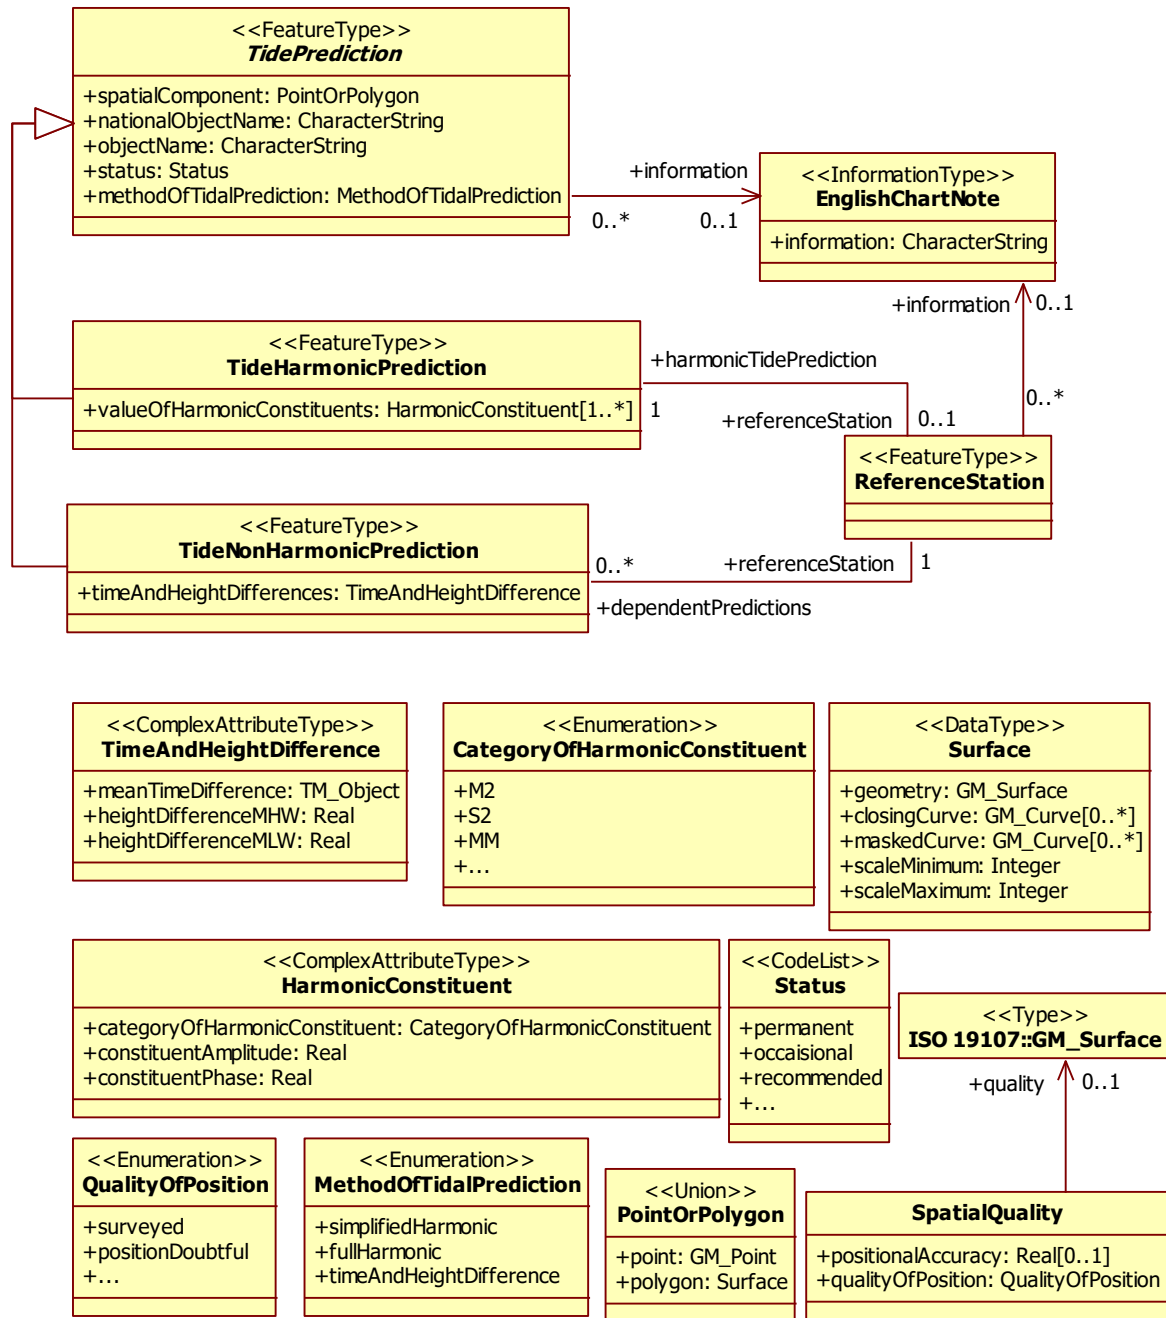 <<FeatureType>>
TidePrediction
+spatialComponent: PointOrPolygon
+nationalObjectName: CharacterString
+objectName: CharacterString
+status: Status
+methodOfTidalPrediction: MethodOfTidalPrediction
+information
0..*
0..1
<<InformationType>>
EnglishChartNote
+information: CharacterString
+information
0..1
0..*
<<FeatureType>>
TideHarmonicPrediction
+valueOfHarmonicConstituents: HarmonicConstituent[1..*]
+harmonicTidePrediction
1
+referenceStation
0..1
<<FeatureType>>
ReferenceStation
<<FeatureType>>
TideNonHarmonicPrediction
+timeAndHeightDifferences: TimeAndHeightDifference
0..*
+dependentPredictions
+referenceStation
1
<<ComplexAttributeType>>
TimeAndHeightDifference
+meanTimeDifference: TM_Object
+heightDifferenceMHW: Real
+heightDifferenceMLW: Real
<<Enumeration>>
CategoryOfHarmonicConstituent
+M2
+S2
+MM
+...
<<DataType>>
Surface
+geometry: GM_Surface
+closingCurve: GM_Curve[0..*]
+maskedCurve: GM_Curve[0..*]
+scaleMinimum: Integer
+scaleMaximum: Integer
<<ComplexAttributeType>>
HarmonicConstituent
+categoryOfHarmonicConstituent: CategoryOfHarmonicConstituent
+constituentAmplitude: Real
+constituentPhase: Real
<<CodeList>>
Status
+permanent
+occaisional
+recommended
+...
<<Type>>
ISO 19107::GM_Surface
+quality
0..1
<<Enumeration>>
QualityOfPosition
+surveyed
+positionDoubtful
+...
<<Enumeration>>
MethodOfTidalPrediction
+simplifiedHarmonic
+fullHarmonic
+timeAndHeightDifference
<<Union>>
PointOrPolygon
+point: GM_Point
+polygon: Surface
SpatialQuality
+positionalAccuracy: Real[0..1]
+qualityOfPosition: QualityOfPosition